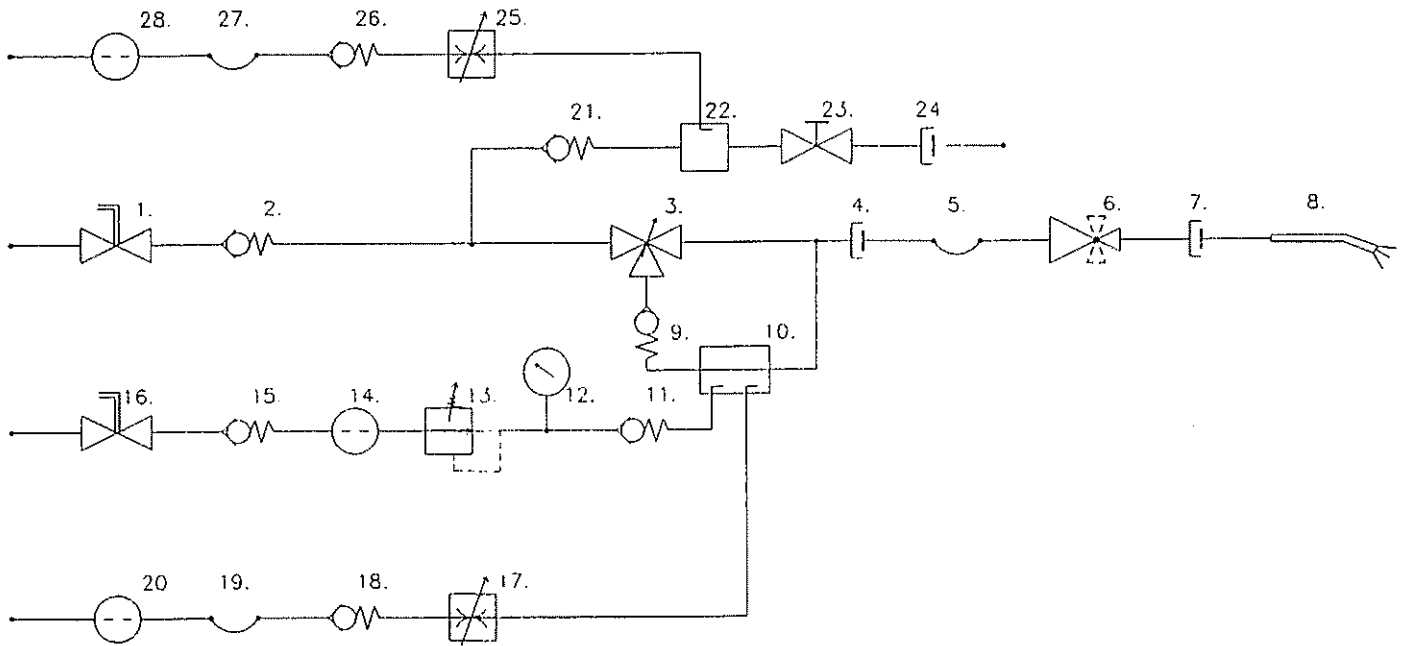 28. 27. 26. 25.
21. 22. 23. 24
1. 2. 3. 4. 5. 6. 7. 8.
9. 10.
16. 15. 14. 13. 12. 11.
20 19. 18. 17.